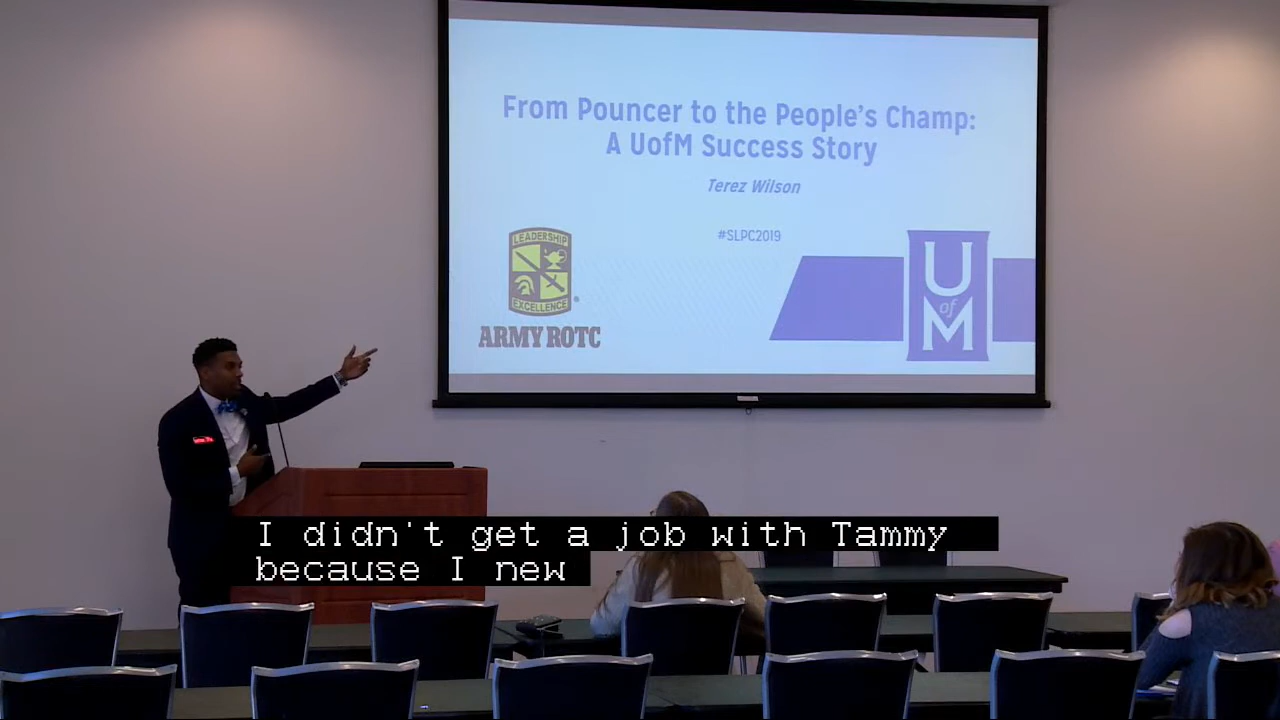 From Pouncer to the People's Champ:
A UofM Success Story
Terez Wilson
#SLPC2019
LEADERSHIP
EXCELLENCE
ARMY ROTC
U
of
M
I didn't get a job with Tammy
because I new